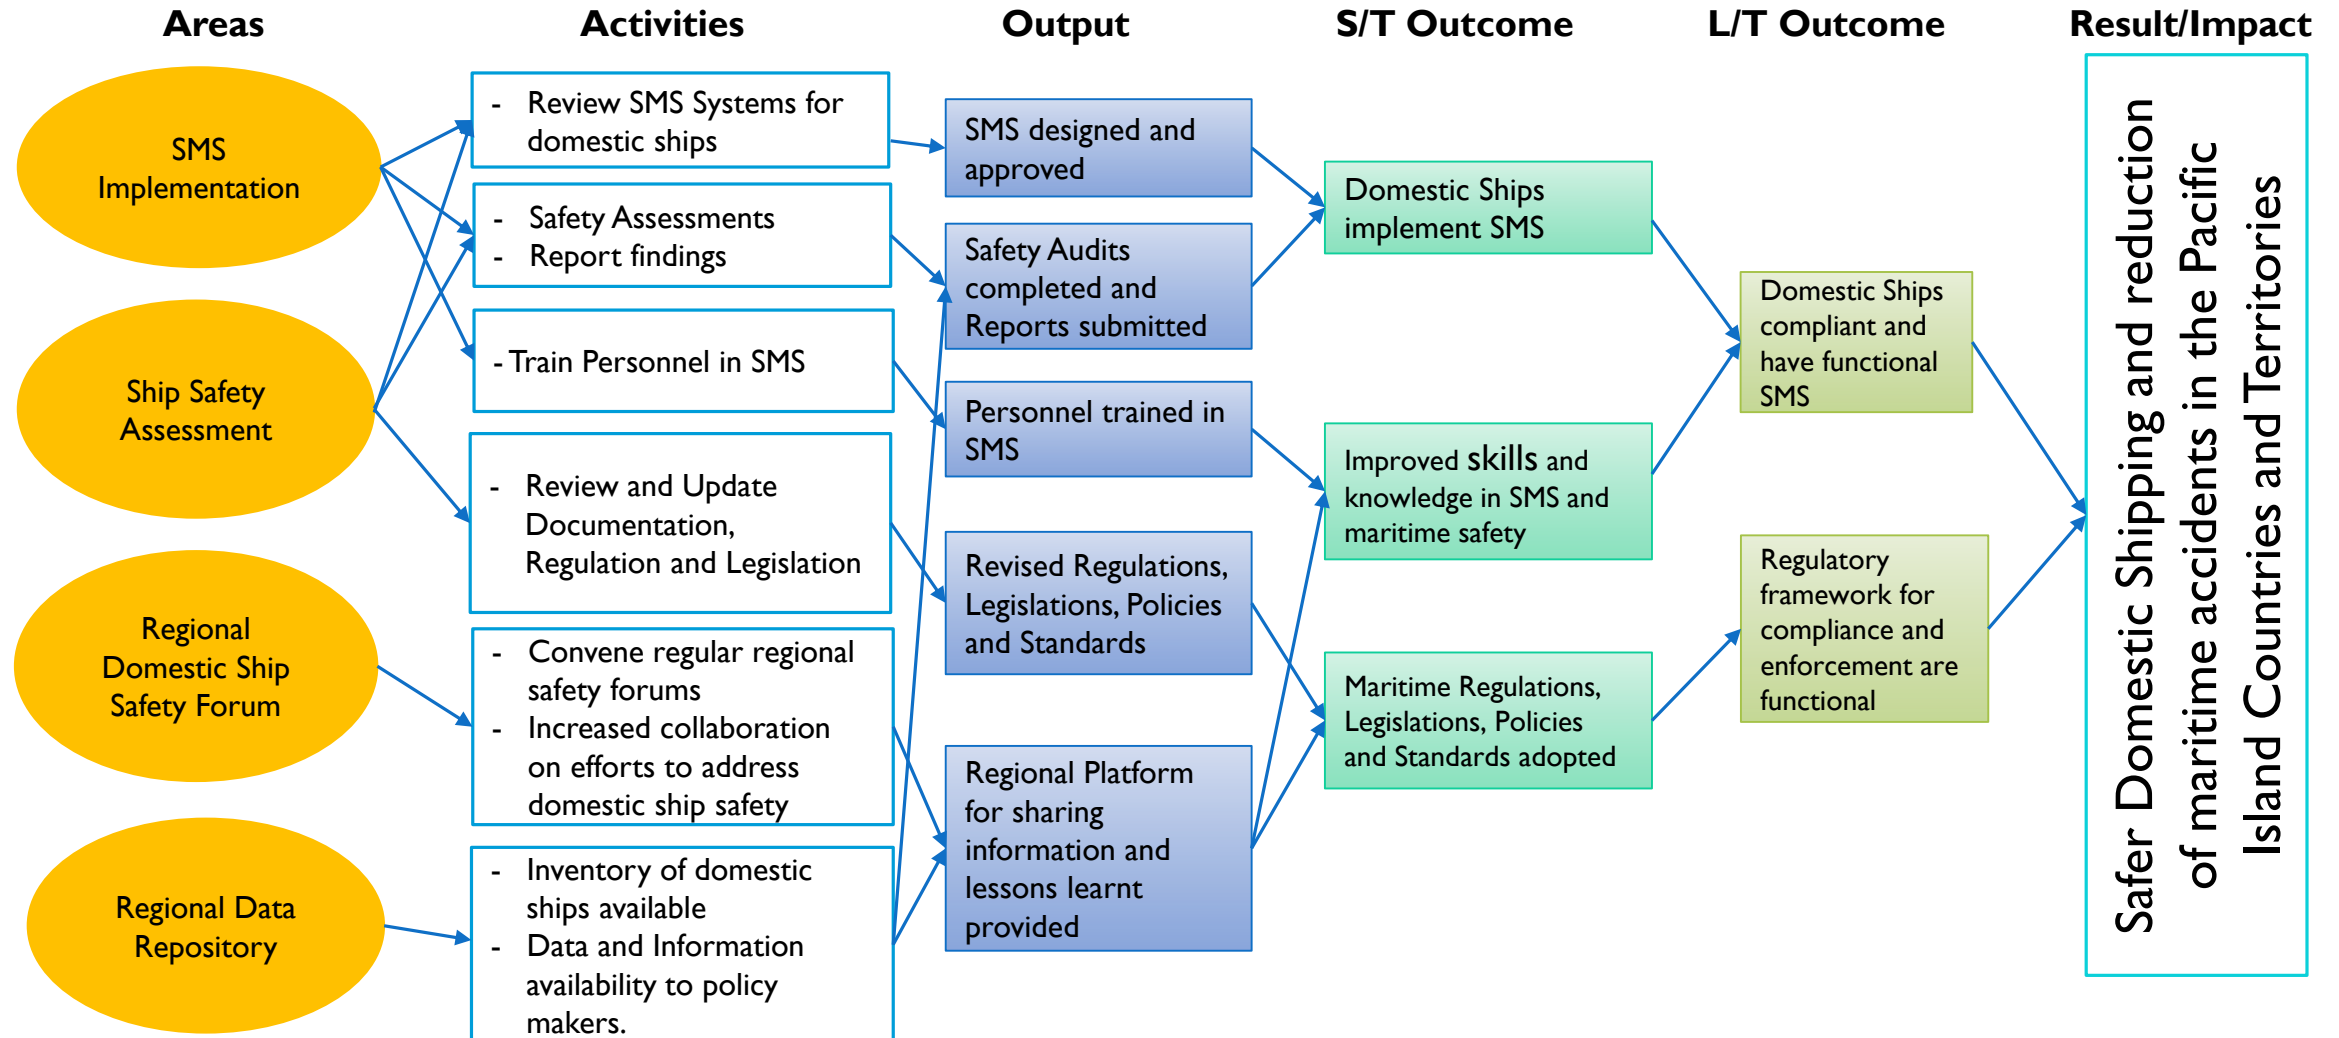 Areas
Activities
Output
S/T Outcome
L/T Outcome
Result/Impact
SMS
Implementation
Ship Safety
Assessment
Regional
Domestic Ship
Safety Forum
Regional Data
Repository
- Review SMS Systems for
domestic ships
- Safety Assessments
- Report findings
- Train Personnel in SMS
- Review and Update
Documentation,
Regulation and Legislation
- Convene regular regional
safety forums
- Increased collaboration
on efforts to address
domestic ship safety
- Inventory of domestic
ships available
- Data and Information
availability to policy
makers.
SMS designed and
approved
Safety Audits
completed and
Reports submitted
Personnel trained in
SMS
Revised Regulations,
Legislations, Policies
and Standards
Regional Platform
for sharing
information and
lessons learnt
provided
Domestic Ships
implement SMS
Improved skills and
knowledge in SMS and
maritime safety
Maritime Regulations,
Legislations, Policies
and Standards adopted
Domestic Ships
compliant and
have functional
SMS
Regulatory
framework for
compliance and
enforcement are
functional
Safer Domestic Shipping and reduction
of maritime accidents in the Pacific
Island Countries and Territories